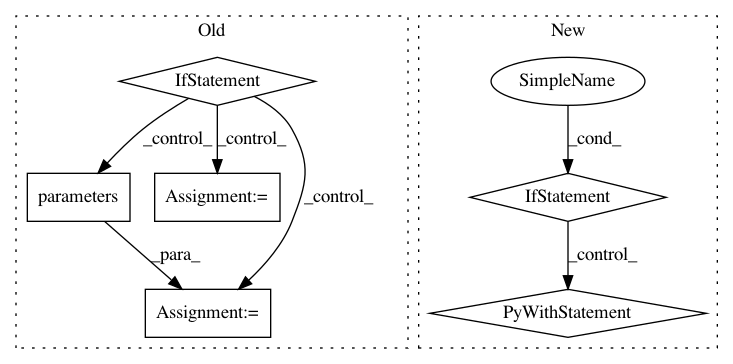 Old
New
IfStatement
SimpleName
_control_
_control_
_cond_
parameters
Assignment:=
_control_
IfStatement
_para_
_control_
Assignment:=
PyWithStatement